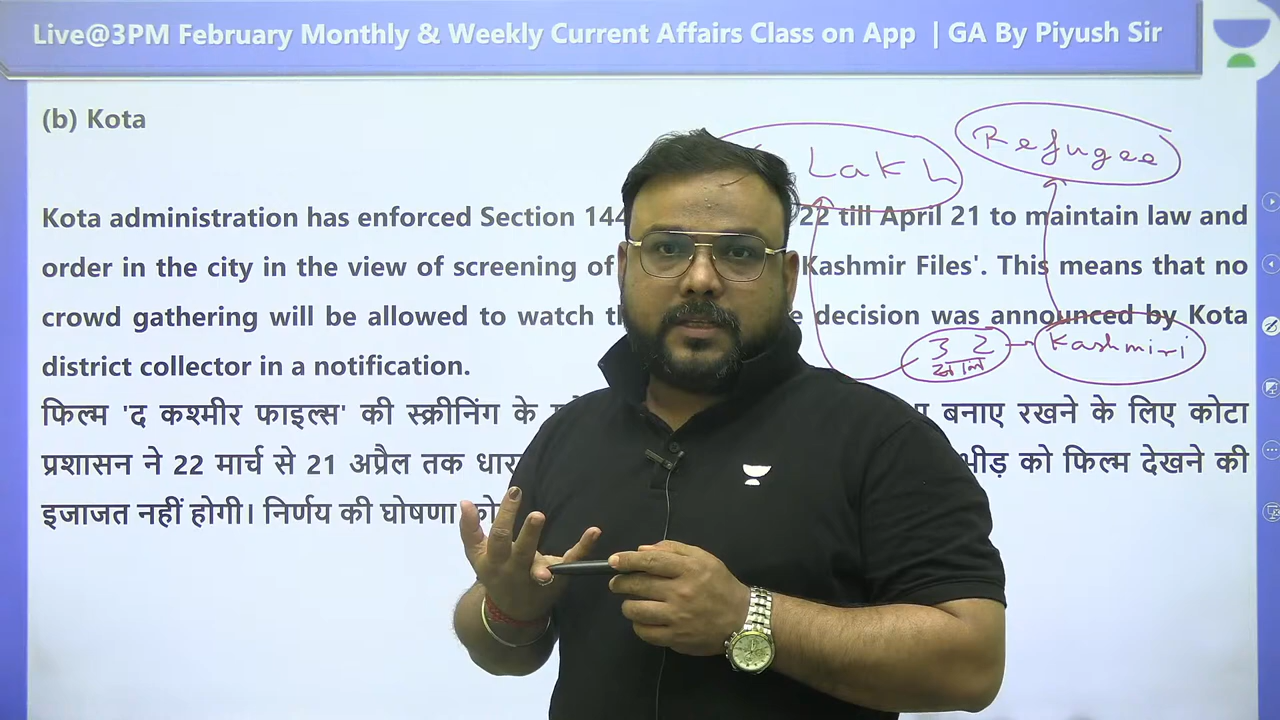 Live@3PM February Monthly & Weekly Current Affairs Class on App | GA By Piyush Sir
(b) Kota
Lakh
Refugee
Kota administration has enforced Section 144 22 till April 21 to maintain law and
order in the city in the view of screening of Kashmir Files'. This means that no
crowd gathering will be allowed to watch decision was announced by Kota
32 Kashmiri
साल
district collector in a notification.
फिल्म 'द कश्मीर फाइल्स' की स्क्रीनिंग के बनाए रखने के लिए कोटा
प्रशासन ने 22 मार्च से 21 अप्रैल तक भीड़ को फिल्म देखने की
इजाजत नहीं होगी। निर्णय की घोषणा